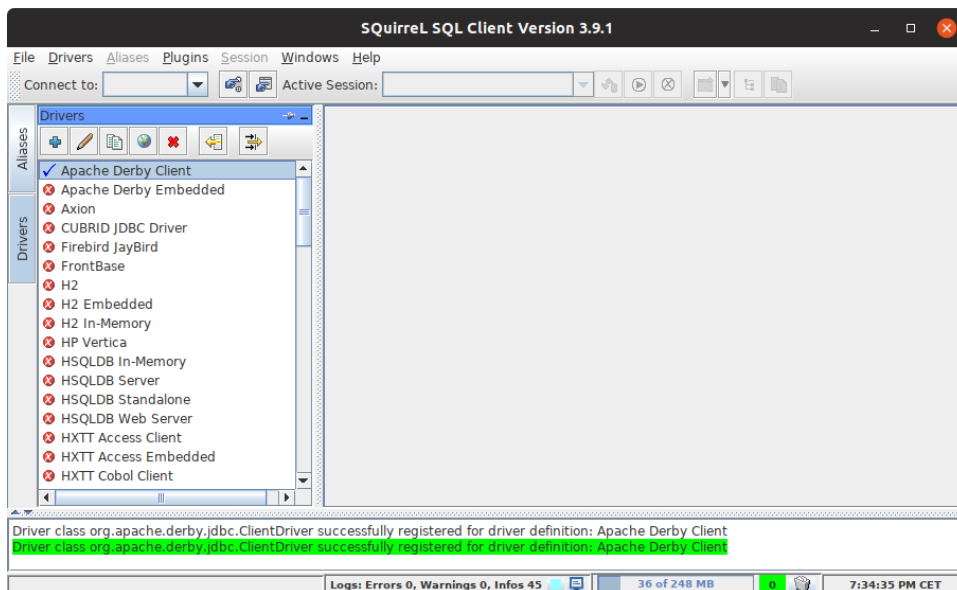 SQuirreL SQL Client Version 3.9.1
File Drivers Aliases Plugins Session Windows Help
Connect to: Active Session:
Aliases
Drivers
Drivers
Apache Derby Client
Apache Derby Embedded
Axion
CUBRID JDBC Driver
Firebird JayBird
FrontBase
H2
H2 Embedded
H2 In-Memory
HP Vertica
HSQLDB In-Memory
HSQLDB Server
HSQLDB Standalone
HSQLDB Web Server
HXTT Access Client
HXTT Access Embedded
HXTT Cobol Client
Driver class org.apache.derby.jdbc.ClientDriver successfully registered for driver definition: Apache Derby Client
Driver class org.apache.derby.jdbc.ClientDriver successfully registered for driver definition: Apache Derby Client
Logs: Errors 0, Warnings 0, Infos 45 36 of 248 MB 0 7:34:35 PM CET